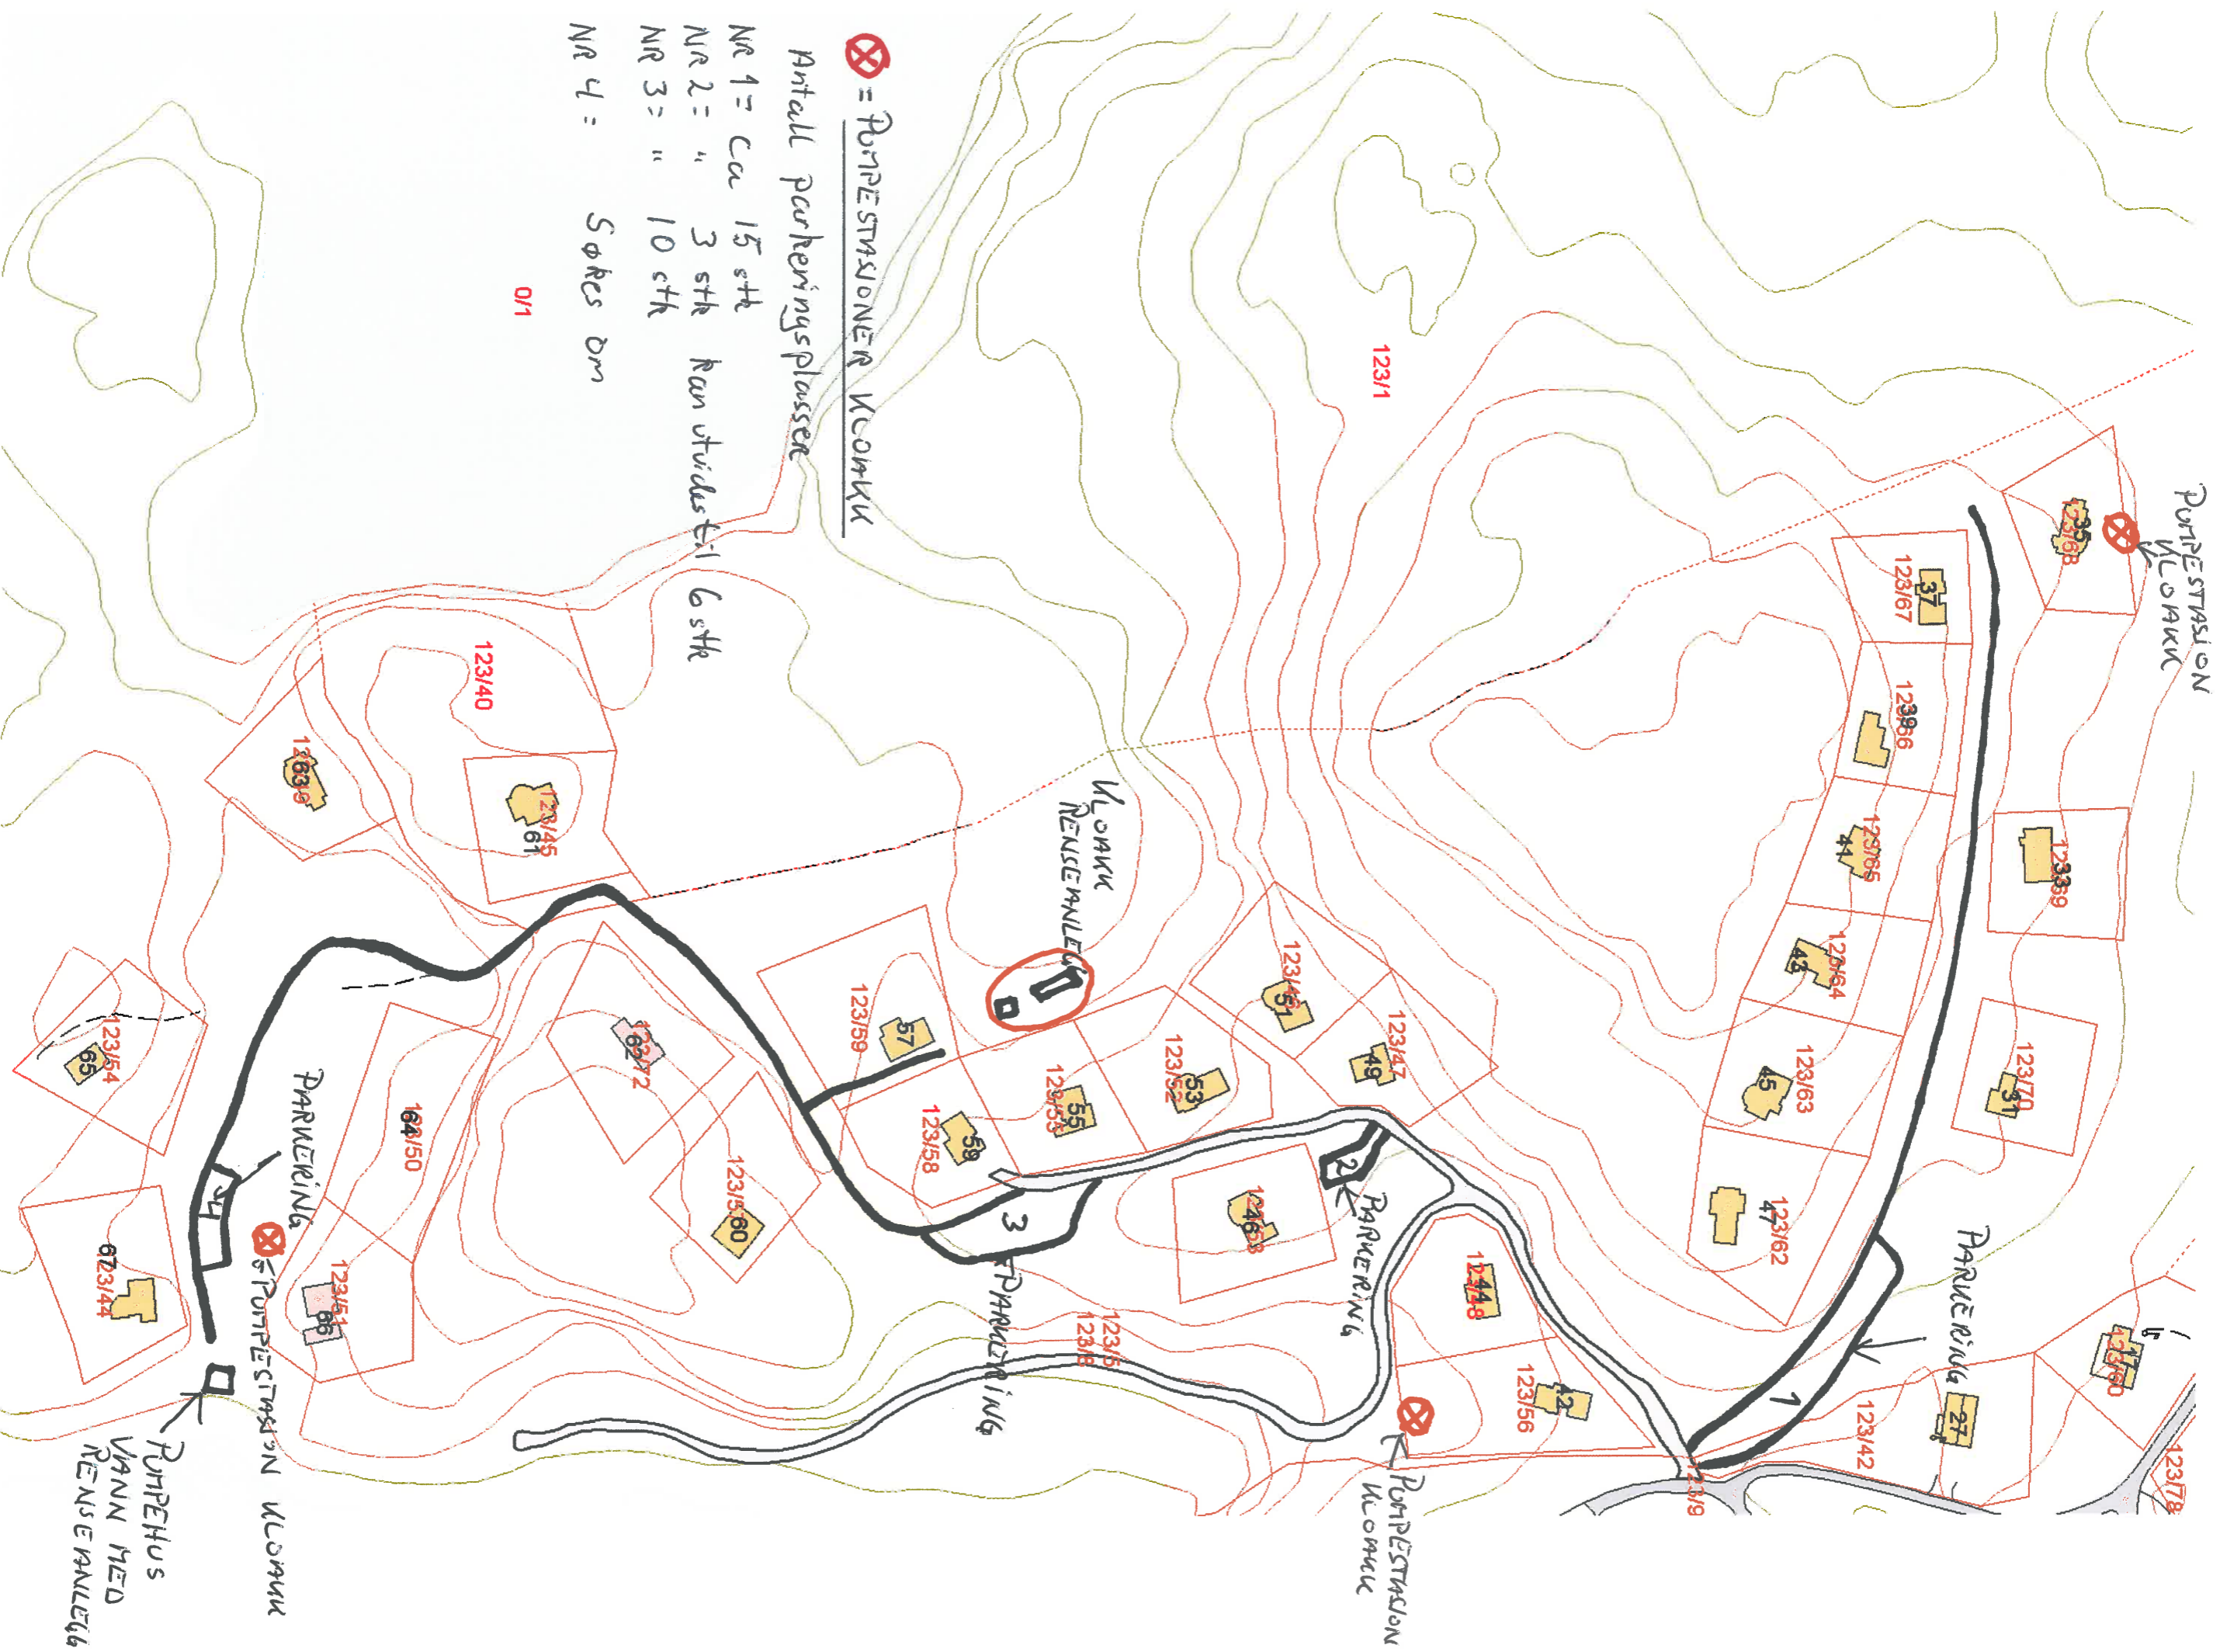 ⊗ = PUMPESTASJONER KLOAKK
Antall parkeringsplasser
NR 1 = Ca 15 stk
NR 2 = " 3 stk kan utvides til 6 stk
NR 3 = " 10 stk
NR 4 = Søkes om
0/1
123/1
PUMPESTASJON
KLOAKK
35
123/68
37
123/67
39
41
123/65
43
123/64
45
123/63
47
123/62
33
31
123/70
PARKERING
1
17
123/60
27
123/42
123/78
123/9
KLOAKK
RENSEANLEGG
51
49
123/47
53
123/52
55
57
123/59
59
123/58
2
PARKERING
46
44
42
123/56
PUMPESTASJON
KLOAKK
3
PARKERING
123/5
123/6
123/40
123/45
61
63
62
60
64
123/50
123/51
66
65
123/54
67
123/44
PARKERING
4
PUMPESTASJON KLOAKK
PUMPEHUS
VANN MED
RENSEANLEGG